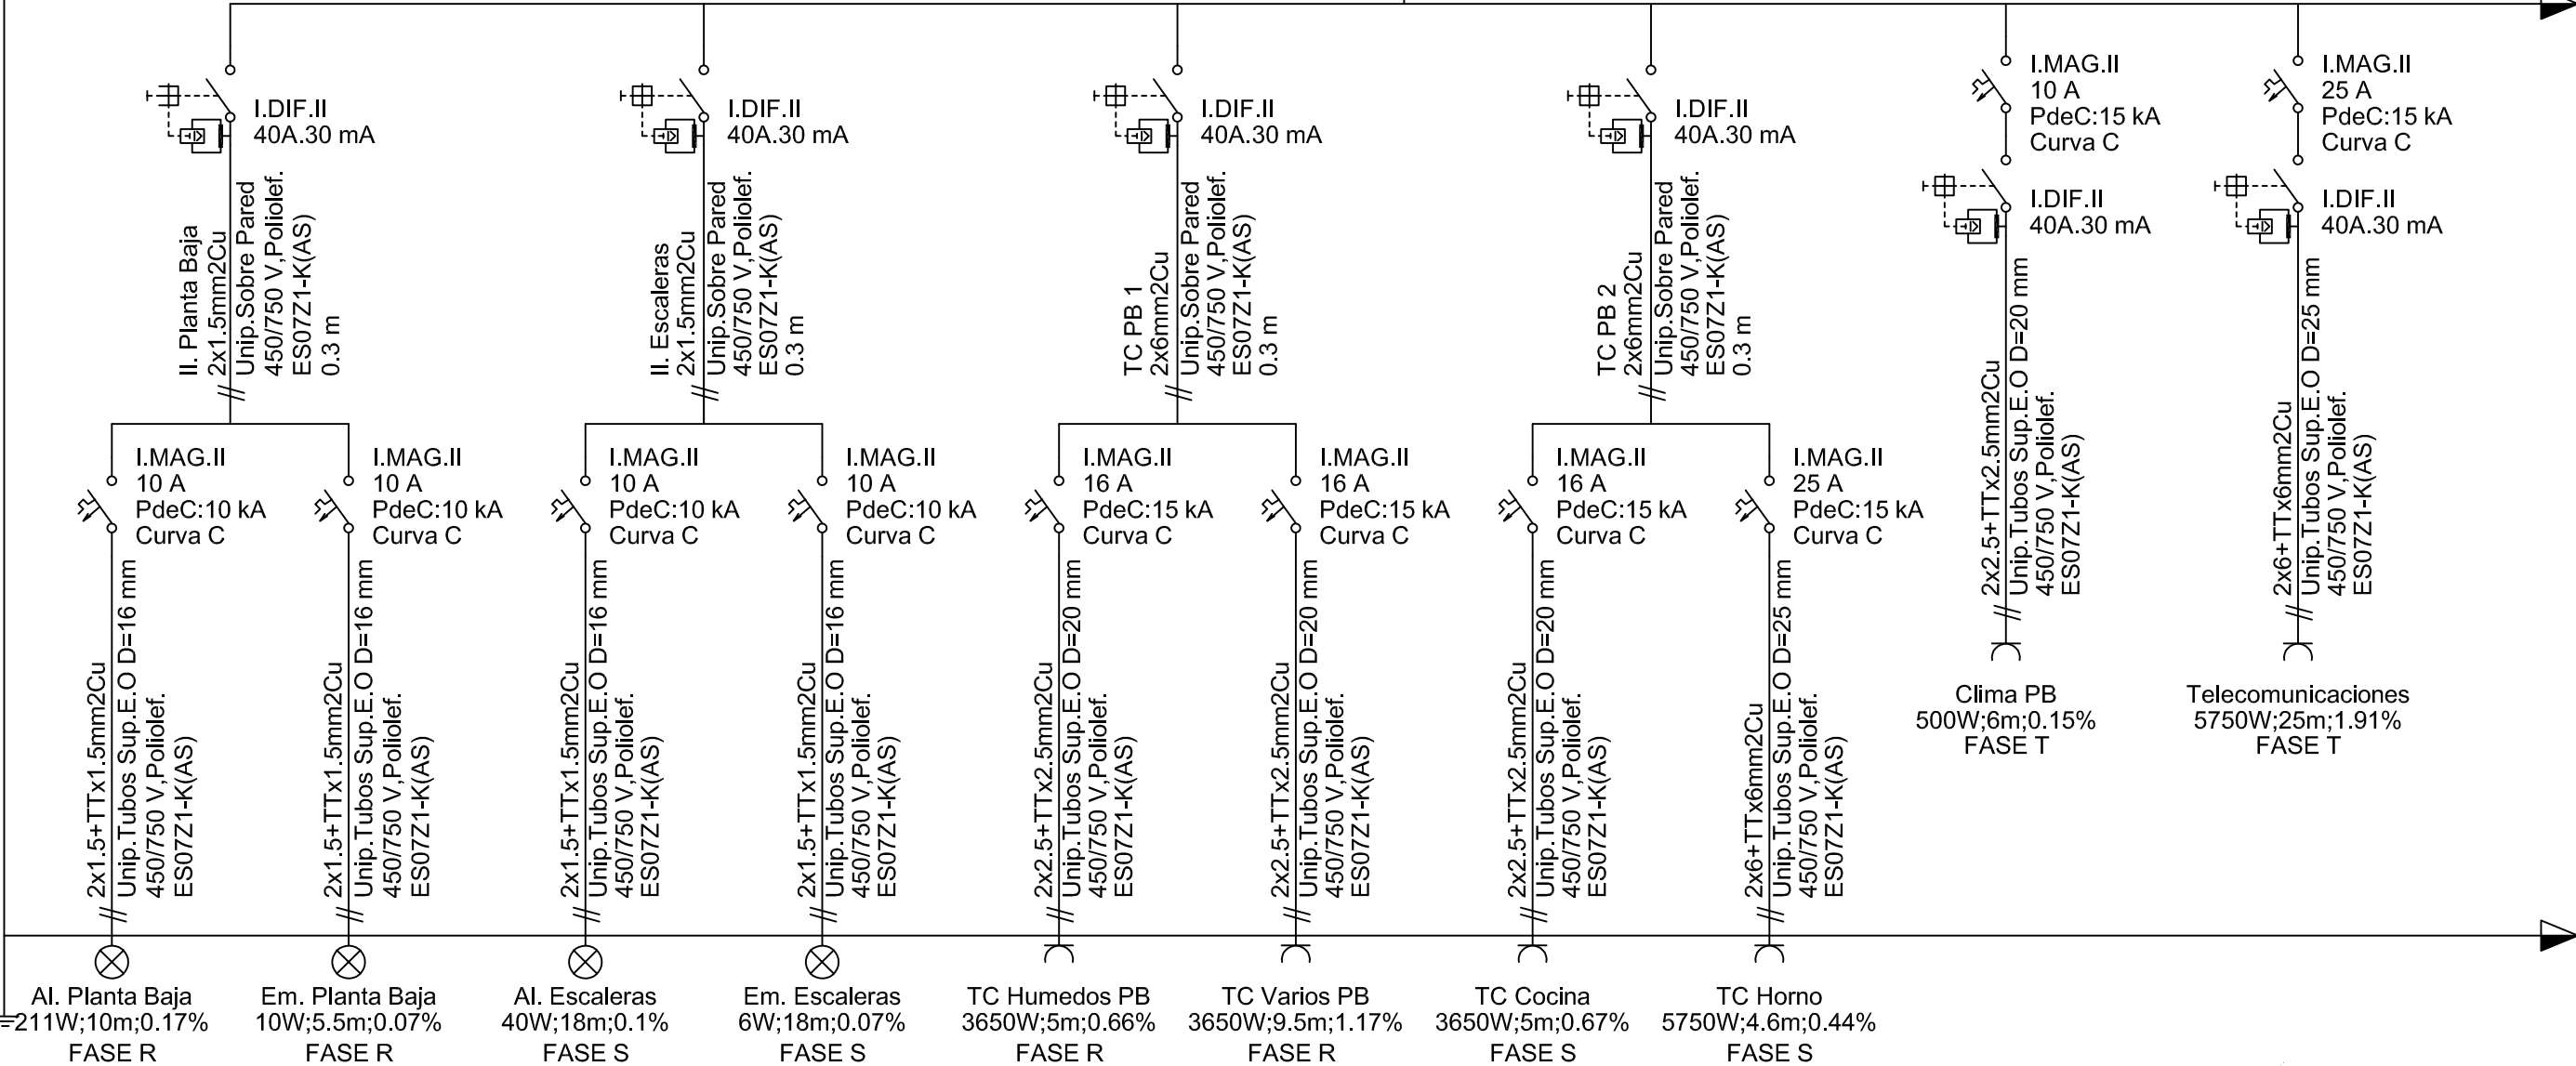 I.DIF.II
40A.30 mA
II. Planta Baja
2x1.5mm2Cu
Unip.Sobre Pared
450/750 V,Poliolef.
ES07Z1-K(AS)
0.3 m
I.DIF.II
40A.30 mA
II. Escaleras
2x1.5mm2Cu
Unip.Sobre Pared
450/750 V,Poliolef.
ES07Z1-K(AS)
0.3 m
I.DIF.II
40A.30 mA
TC PB 1
2x6mm2Cu
Unip.Sobre Pared
450/750 V,Poliolef.
ES07Z1-K(AS)
0.3 m
I.DIF.II
40A.30 mA
TC PB 2
2x6mm2Cu
Unip.Sobre Pared
450/750 V,Poliolef.
ES07Z1-K(AS)
0.3 m
I.MAG.II
10 A
PdeC:15 kA
Curva C
I.DIF.II
40A.30 mA
2x2.5+TTx2.5mm2Cu
Unip.Tubos Sup.E.O D=20 mm
450/750 V,Poliolef.
ES07Z1-K(AS)
Clima PB
500W;6m;0.15%
FASE T
I.MAG.II
25 A
PdeC:15 kA
Curva C
I.DIF.II
40A.30 mA
2x6+TTx6mm2Cu
Unip.Tubos Sup.E.O D=25 mm
450/750 V,Poliolef.
ES07Z1-K(AS)
Telecomunicaciones
5750W;25m;1.91%
FASE T
I.MAG.II
10 A
PdeC:10 kA
Curva C
2x1.5+TTx1.5mm2Cu
Unip.Tubos Sup.E.O D=16 mm
450/750 V,Poliolef.
ES07Z1-K(AS)
Al. Planta Baja
211W;10m;0.17%
FASE R
I.MAG.II
10 A
PdeC:10 kA
Curva C
2x1.5+TTx1.5mm2Cu
Unip.Tubos Sup.E.O D=16 mm
450/750 V,Poliolef.
ES07Z1-K(AS)
Em. Planta Baja
10W;5.5m;0.07%
FASE R
I.MAG.II
10 A
PdeC:10 kA
Curva C
2x1.5+TTx1.5mm2Cu
Unip.Tubos Sup.E.O D=16 mm
450/750 V,Poliolef.
ES07Z1-K(AS)
Al. Escaleras
40W;18m;0.1%
FASE S
I.MAG.II
10 A
PdeC:10 kA
Curva C
2x1.5+TTx1.5mm2Cu
Unip.Tubos Sup.E.O D=16 mm
450/750 V,Poliolef.
ES07Z1-K(AS)
Em. Escaleras
6W;18m;0.07%
FASE S
I.MAG.II
16 A
PdeC:15 kA
Curva C
2x2.5+TTx2.5mm2Cu
Unip.Tubos Sup.E.O D=20 mm
450/750 V,Poliolef.
ES07Z1-K(AS)
TC Humedos PB
3650W;5m;0.66%
FASE R
I.MAG.II
16 A
PdeC:15 kA
Curva C
2x2.5+TTx2.5mm2Cu
Unip.Tubos Sup.E.O D=20 mm
450/750 V,Poliolef.
ES07Z1-K(AS)
TC Varios PB
3650W;9.5m;1.17%
FASE R
I.MAG.II
16 A
PdeC:15 kA
Curva C
2x2.5+TTx2.5mm2Cu
Unip.Tubos Sup.E.O D=20 mm
450/750 V,Poliolef.
ES07Z1-K(AS)
TC Cocina
3650W;5m;0.67%
FASE S
I.MAG.II
25 A
PdeC:15 kA
Curva C
2x6+TTx6mm2Cu
Unip.Tubos Sup.E.O D=25 mm
450/750 V,Poliolef.
ES07Z1-K(AS)
TC Horno
5750W;4.6m;0.44%
FASE S